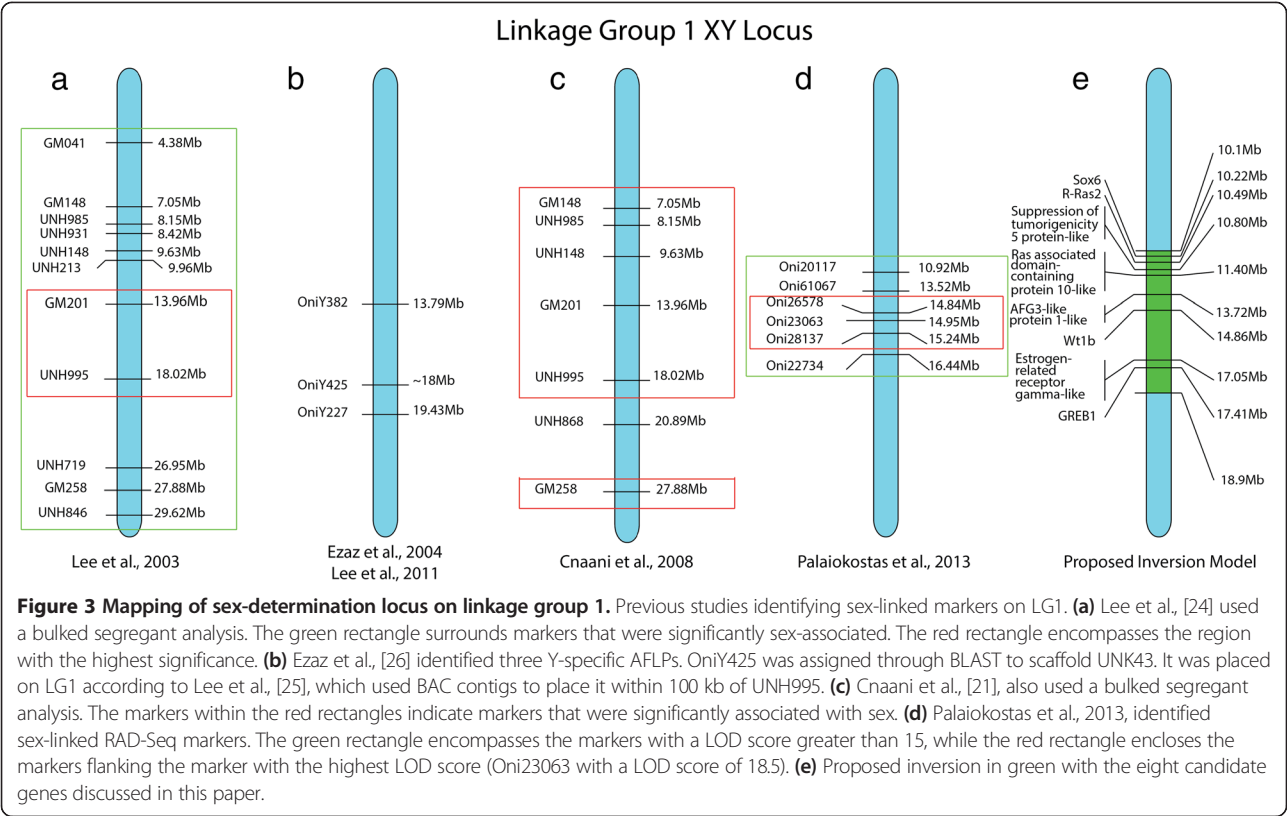 Linkage Group 1 XY Locus
a
GM041 4.38Mb
GM148 7.05Mb
UNH985 8.15Mb
UNH931 8.42Mb
UNH148 9.63Mb
UNH213 9.96Mb
GM201 13.96Mb
UNH995 18.02Mb
UNH719 26.95Mb
GM258 27.88Mb
UNH846 29.62Mb
Lee et al., 2003
b
OniY382 13.79Mb
OniY425 ~18Mb
OniY227 19.43Mb
Ezaz et al., 2004
Lee et al., 2011
c
GM148 7.05Mb
UNH985 8.15Mb
UNH148 9.63Mb
GM201 13.96Mb
UNH995 18.02Mb
UNH868 20.89Mb
GM258 27.88Mb
Cnaani et al., 2008
d
Oni20117 10.92Mb
Oni61067 13.52Mb
Oni26578 14.84Mb
Oni23063 14.95Mb
Oni28137 15.24Mb
Oni22734 16.44Mb
Palaiokostas et al., 2013
e
Sox6
R-Ras2
Suppression of
tumorigenicity
5 protein-like
Ras associated
domain-
containing
protein 10-like
AFG3-like
protein 1-like
Wt1b
Estrogen-
related
receptor
gamma-like
GREB1
10.1Mb
10.22Mb
10.49Mb
10.80Mb
11.40Mb
13.72Mb
14.86Mb
17.05Mb
17.41Mb
18.9Mb
Proposed Inversion Model
Figure 3 Mapping of sex-determination locus on linkage group 1. Previous studies identifying sex-linked markers on LG1. (a) Lee et al., [24] used
a bulked segregant analysis. The green rectangle surrounds markers that were significantly sex-associated. The red rectangle encompasses the region
with the highest significance. (b) Ezaz et al., [26] identified three Y-specific AFLPs. OniY425 was assigned through BLAST to scaffold UNK43. It was placed
on LG1 according to Lee et al., [25], which used BAC contigs to place it within 100 kb of UNH995. (c) Cnaani et al., [21], also used a bulked segregant
analysis. The markers within the red rectangles indicate markers that were significantly associated with sex. (d) Palaiokostas et al., 2013, identified
sex-linked RAD-Seq markers. The green rectangle encompasses the markers with a LOD score greater than 15, while the red rectangle encloses the
markers flanking the marker with the highest LOD score (Oni23063 with a LOD score of 18.5). (e) Proposed inversion in green with the eight candidate
genes discussed in this paper.